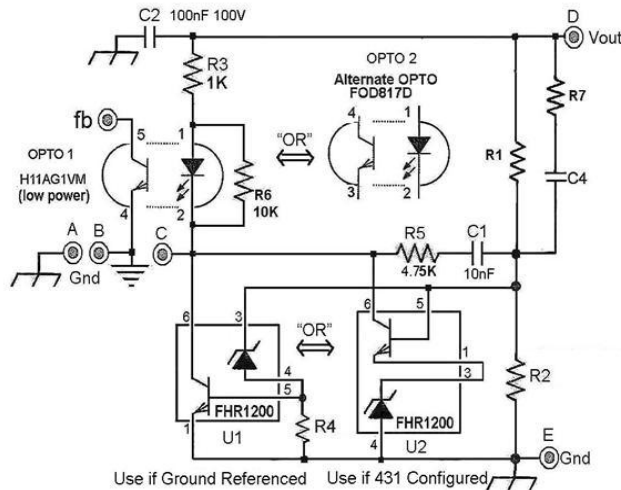 C2 100nF 100V
D
Vout
R3
1K
OPTO 2
Alternate OPTO
FOD817D
R7
fb
5
1
4
1
"OR"
R1
OPTO 1
H11AG1VM
(low power)
R6
10K
C4
4
2
3
2
A
B
C
R5
C1
Gnd
4.75K
10nF
6
3
"OR"
6
5
4
1
3
5
R2
FHR1200
FHR1200
1
R4
4
E
U1
U2
Gnd
Use if Ground Referenced
Use if 431 Configured